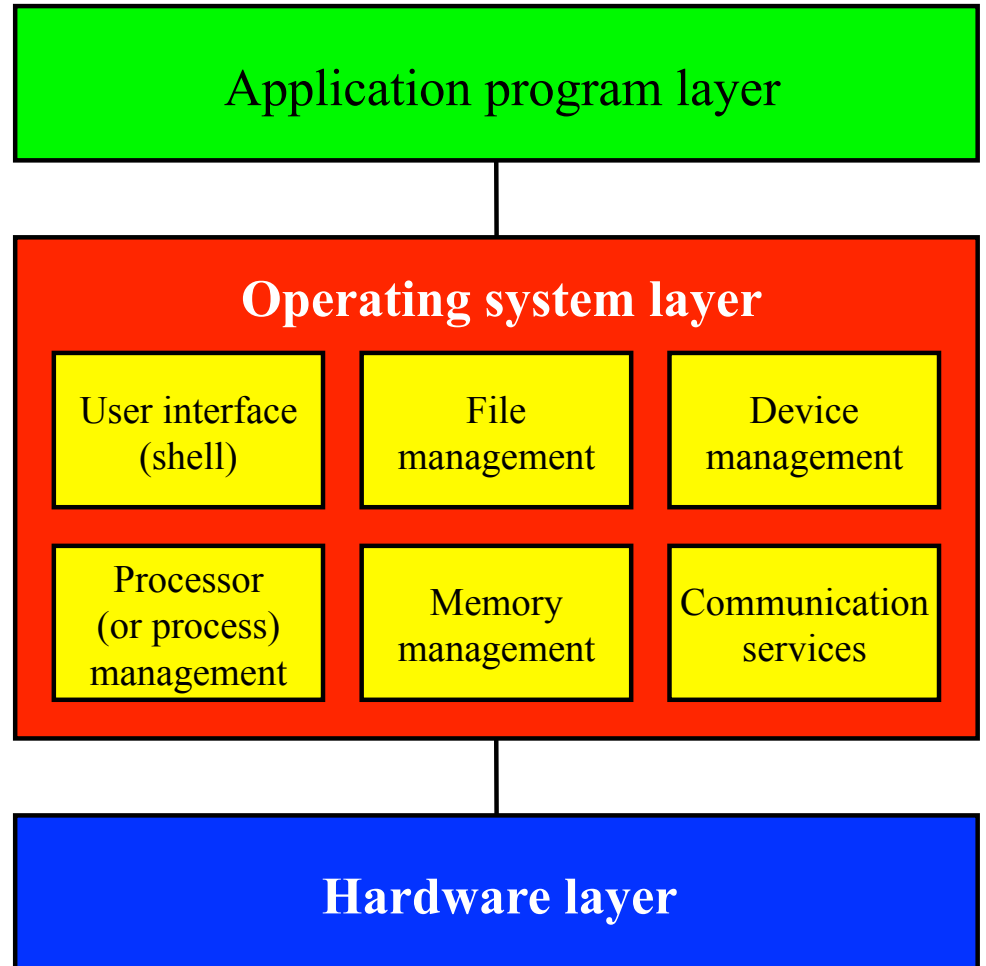 Application program layer
Operating system layer
User interface
(shell)
File
management
Device
management
Processor
(or process)
management
Memory
management
Communication
services
Hardware layer